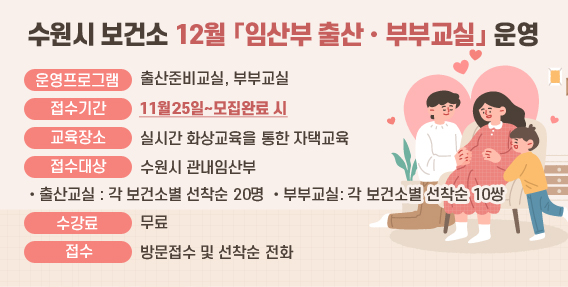 수원시 보건소 12월 「임산부 출산 · 부부교실」 운영
운영프로그램 출산준비교실, 부부교실
접수기간 11월25일~모집완료 시
교육장소 실시간 화상교육을 통한 자택교육
접수대상 수원시 관내임산부
· 출산교실 : 각 보건소별 선착순 20명 · 부부교실: 각 보건소별 선착순 10쌍
수강료 무료
접수 방문접수 및 선착순 전화